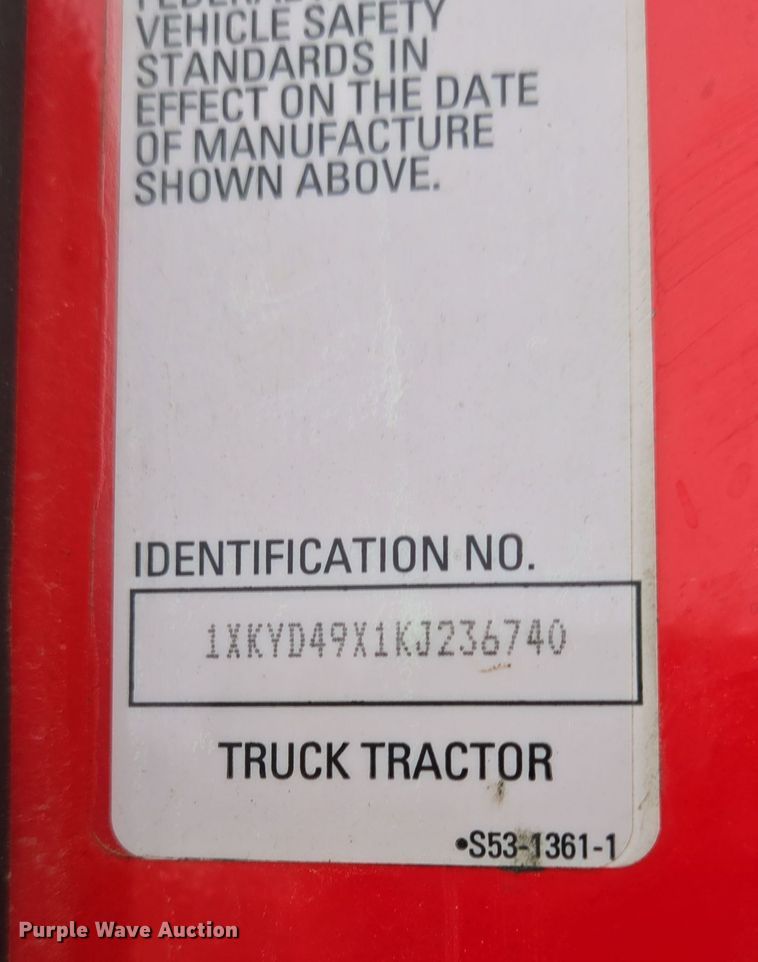 VEHICLE SAFETY
STANDARDS IN
EFFECT ON THE DATE
OF MANUFACTURE
SHOWN ABOVE.
IDENTIFICATION NO.
1XKYD49X1KJ236740
TRUCK TRACTOR
•S53-1361-1
Purple Wave Auction